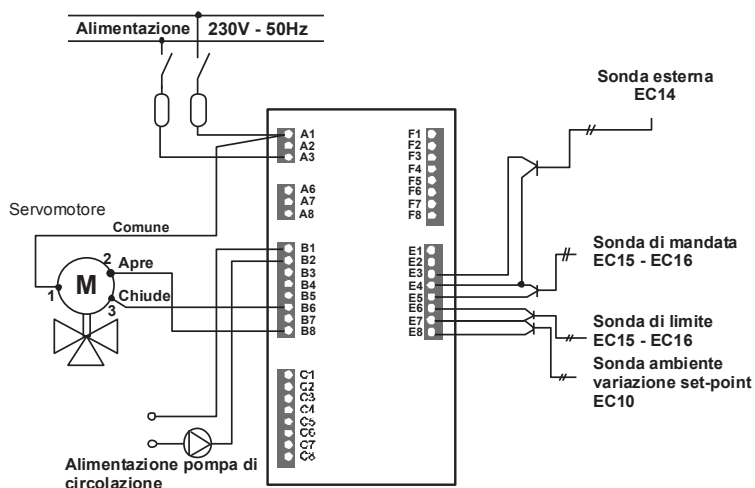 Alimentazione 230V - 50Hz
Sonda esterna
EC14
A1
A2
A3
A6
A7
A8
F1
F2
F3
F4
F5
F6
F7
F8
Servomotore
Comune
2 Apre
M
1
Chiude
3
B1
B2
B3
B4
B5
B6
B7
B8
E1
E2
E3
E4
E5
E6
E7
E8
Sonda di mandata
EC15 - EC16
Sonda di limite
EC15 - EC16
Sonda ambiente
variazione set-point
EC10
C1
C2
C3
C4
C5
C6
C7
C8
Alimentazione pompa di
circolazione